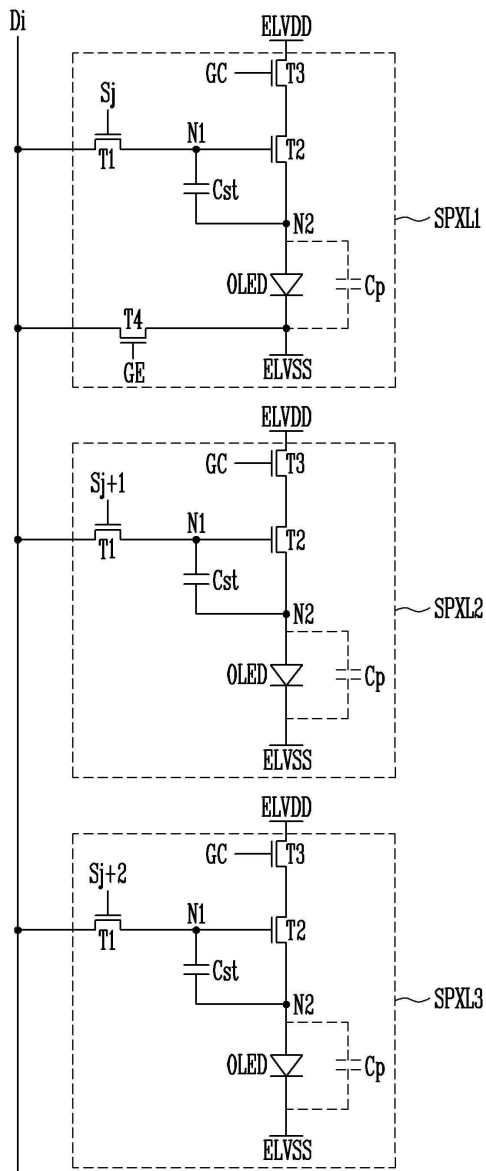 Di
ELVDD
GC
T3
Sj
N1
T2
T1
Cst
N2
SPXL1
OLED
Cp
T4
GE
ELVSS
ELVDD
GC
T3
Sj+1
N1
T2
T1
Cst
N2
SPXL2
OLED
Cp
ELVSS
ELVDD
GC
T3
Sj+2
N1
T2
T1
Cst
N2
SPXL3
OLED
Cp
ELVSS